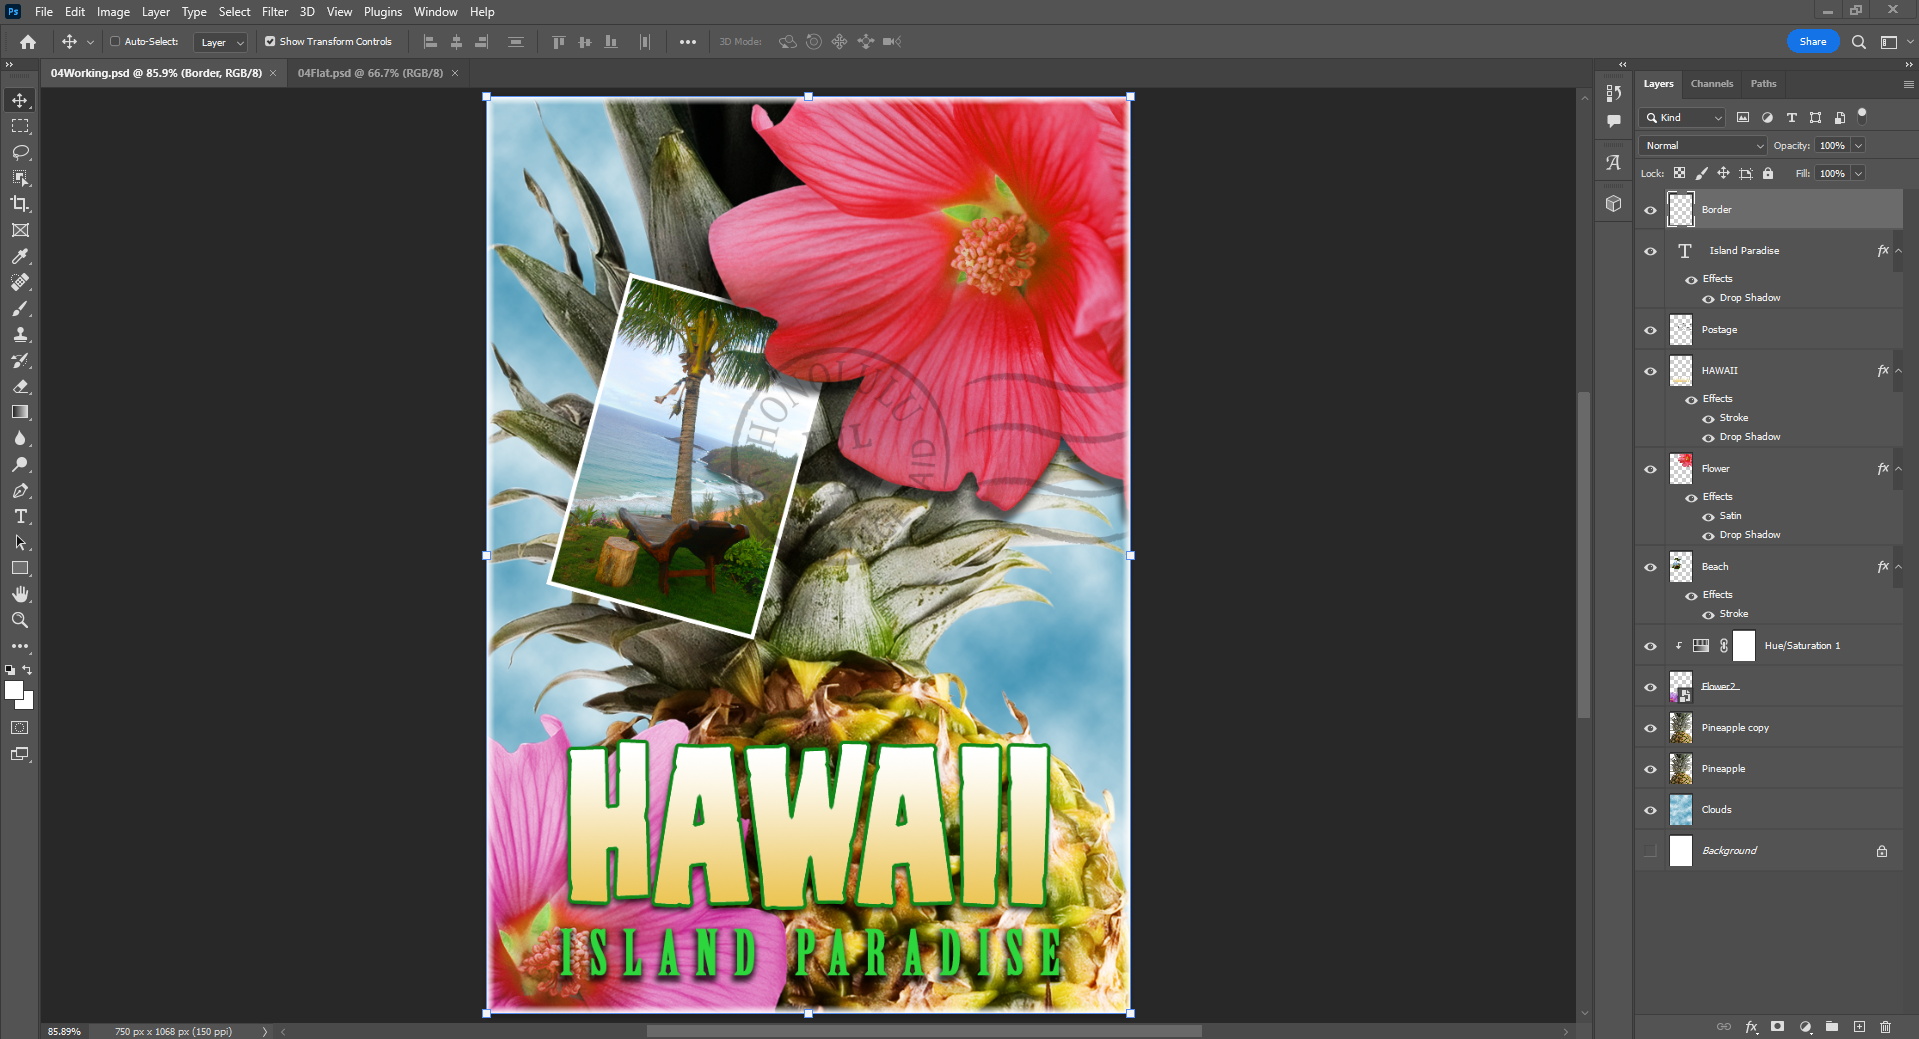 Ps File Edit Image Layer Type Select Filter 3D View Plugins Window Help
Auto-Select: Layer Show Transform Controls 3D Mode: Share
04Working.psd @ 85.9% (Border, RGB/8) × 04Flat.psd @ 66.7% (RGB/8) ×
Layers Channels Paths
Kind
Normal Opacity: 100%
Lock: Fill: 100%
Border
Island Paradise fx
Effects
Drop Shadow
Postage
HAWAII fx
Effects
Stroke
Drop Shadow
Flower fx
Effects
Satin
Drop Shadow
Beach fx
Effects
Stroke
Hue/Saturation 1
Flower2
Pineapple copy
Pineapple
Clouds
Background
HONOLULU
HAWAII
ISLAND PARADISE
85.89% 750 px x 1068 px (150 ppi)